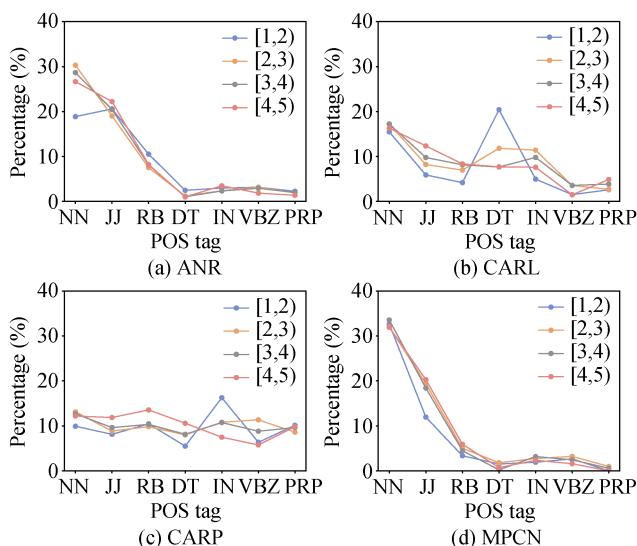 40
30
20
10
0
Percentage (%)
[1,2)
[2,3)
[3,4)
[4,5)
NN JJ RB DT IN VBZ PRP
POS tag
(a) ANR
40
30
20
10
0
Percentage (%)
[1,2)
[2,3)
[3,4)
[4,5)
NN JJ RB DT IN VBZ PRP
POS tag
(b) CARL
40
30
20
10
0
Percentage (%)
[1,2)
[2,3)
[3,4)
[4,5)
NN JJ RB DT IN VBZ PRP
POS tag
(c) CARP
40
30
20
10
0
Percentage (%)
[1,2)
[2,3)
[3,4)
[4,5)
NN JJ RB DT IN VBZ PRP
POS tag
(d) MPCN